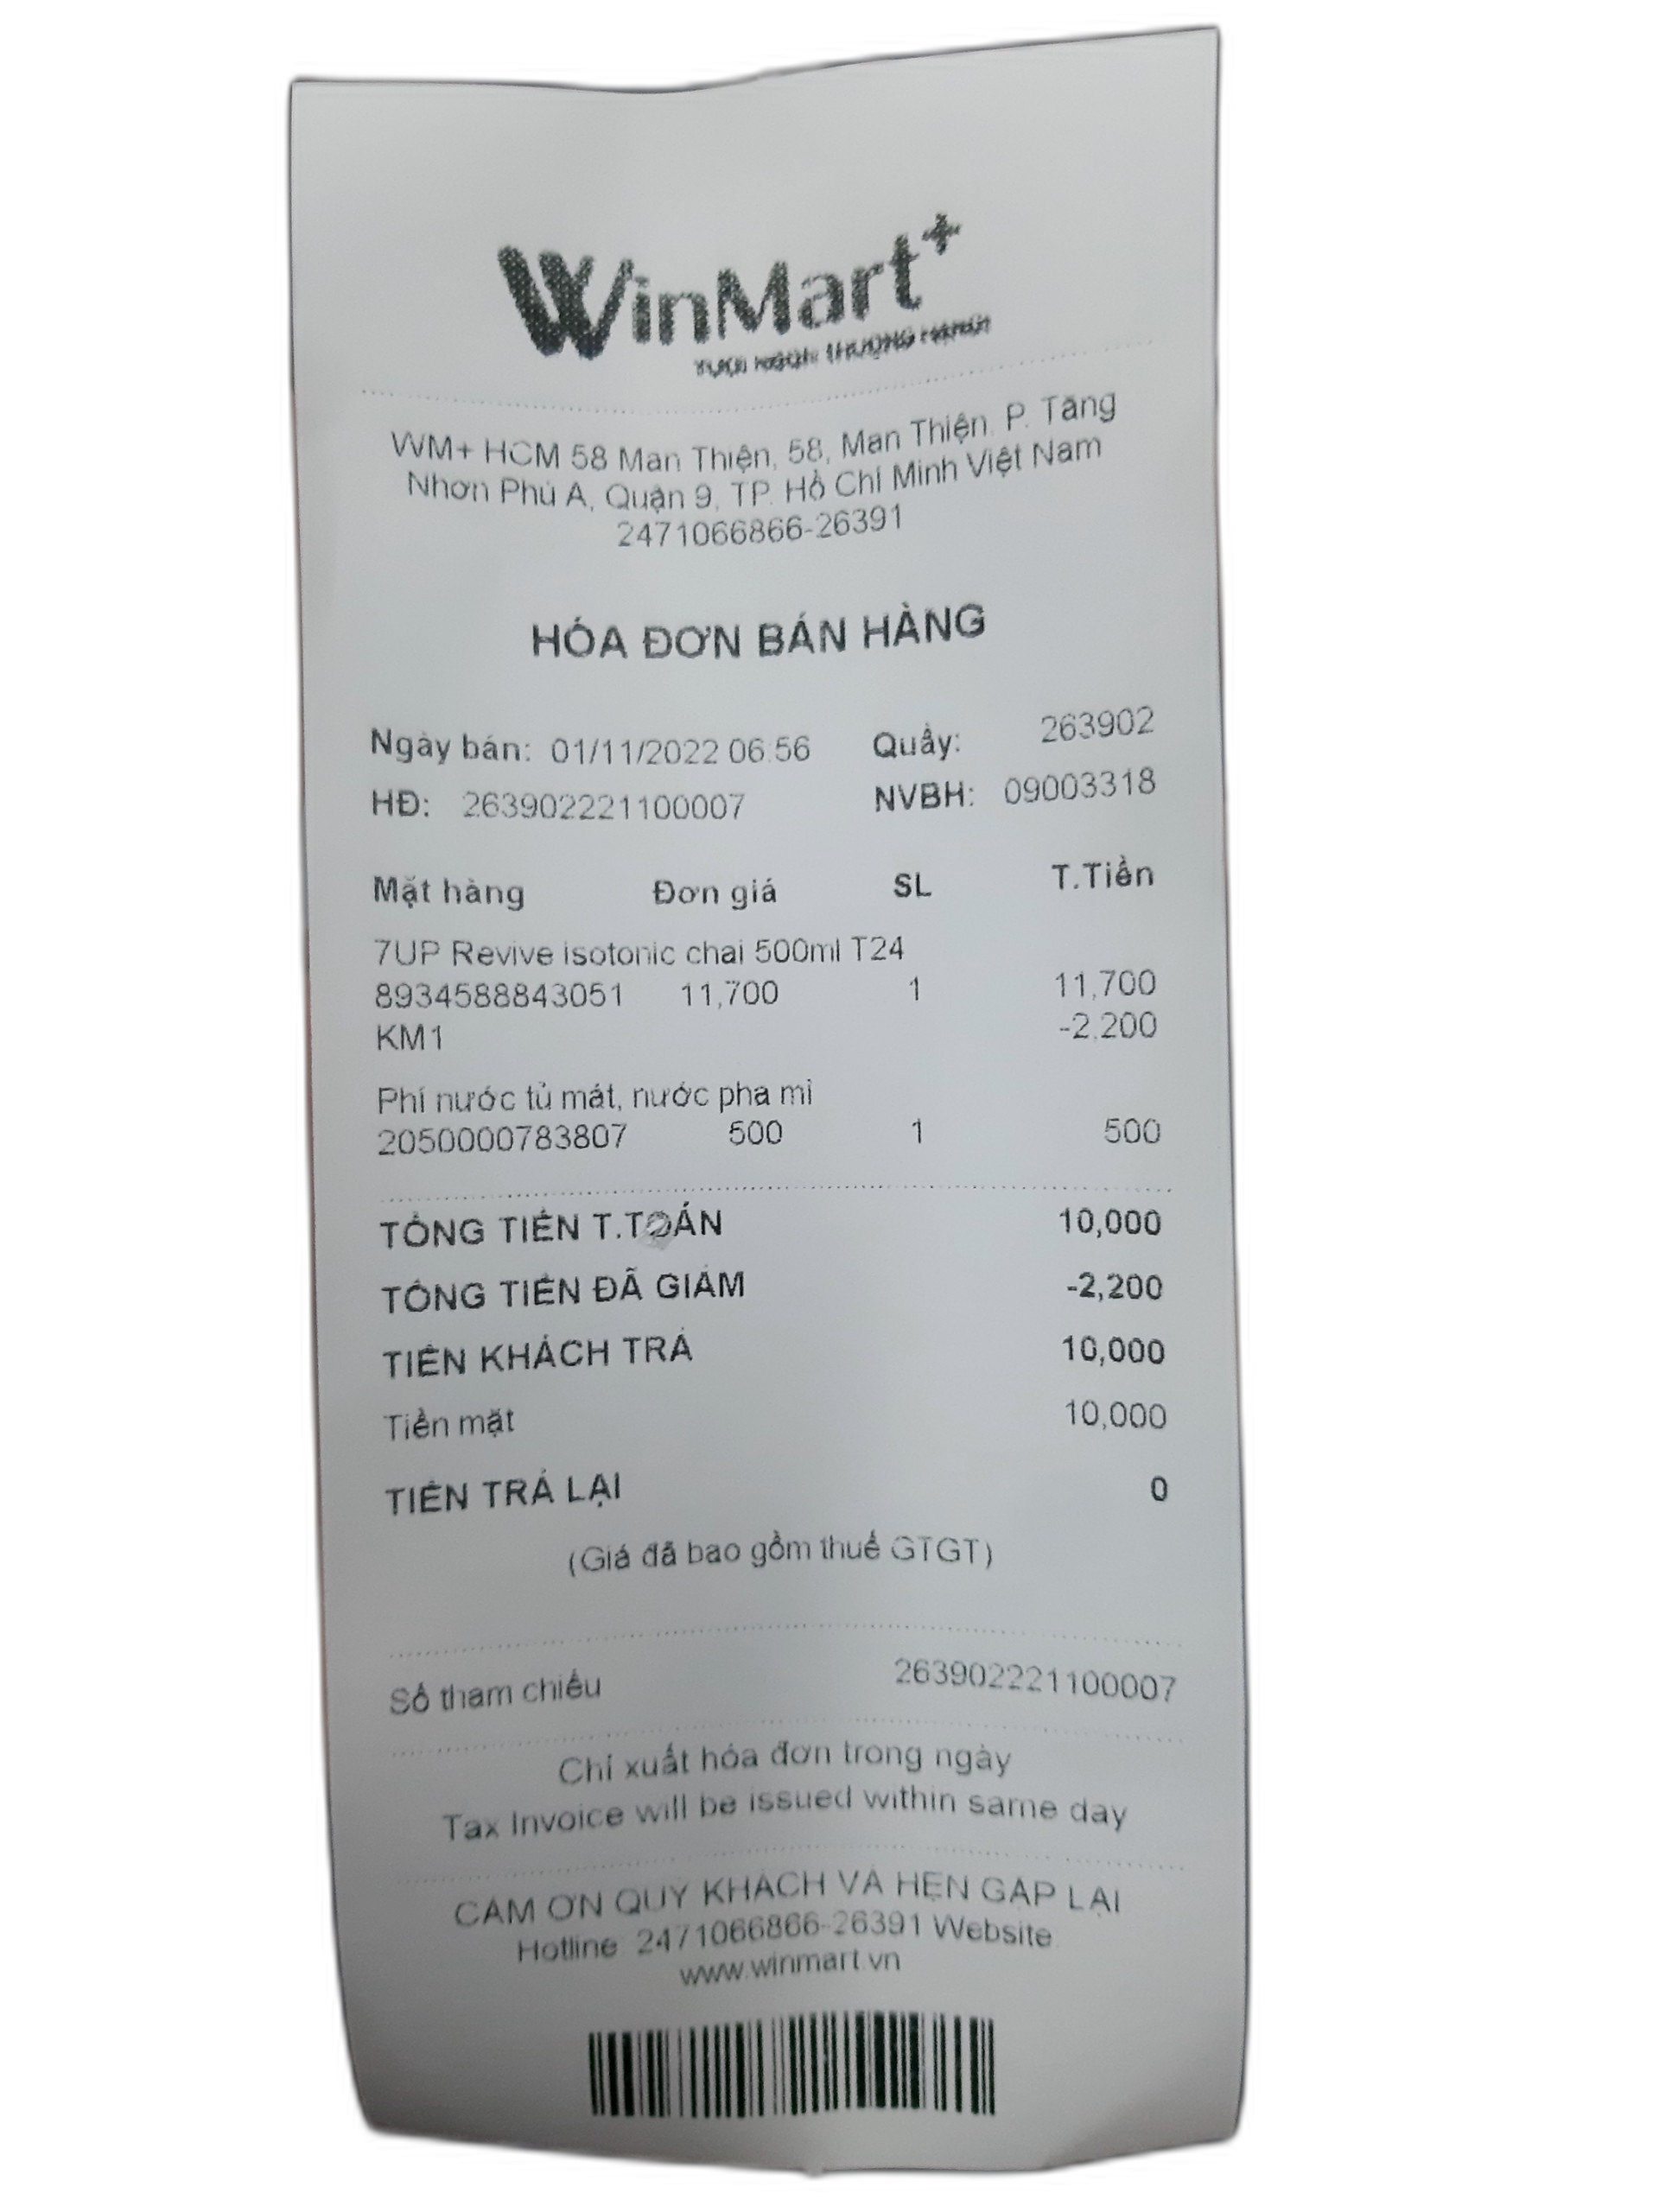 WinMart+
WM+ HCM 58 Man Thiện, 58, Man Thiện, P. Tăng
Nhơn Phú A, Quận 9, TP. Hồ Chí Minh Việt Nam
2471066866-26391
HÓA ĐƠN BÁN HÀNG
Ngày bán: 01/11/2022 06:56 Quầy: 263902
HĐ: 263902221100007 NVBH: 09003318
Mặt hàng Đơn giá SL T.Tiền
7UP Revive isotonic chai 500ml T24
8934588843051 11,700 1 11,700
KM1 -2,200
Phí nước tủ mát, nước pha mì
2050000783807 500 1 500
TỔNG TIỀN T.TOÁN 10,000
TỔNG TIỀN ĐÃ GIẢM -2,200
TIỀN KHÁCH TRẢ 10,000
Tiền mặt 10,000
TIỀN TRẢ LẠI 0
(Giá đã bao gồm thuế GTGT)
Số tham chiếu 263902221100007
Chỉ xuất hóa đơn trong ngày
Tax Invoice will be issued within same day
CẢM ƠN QUÝ KHÁCH VÀ HẸN GẶP LẠI
Hotline: 2471066866-26391 Website:
www.winmart.vn